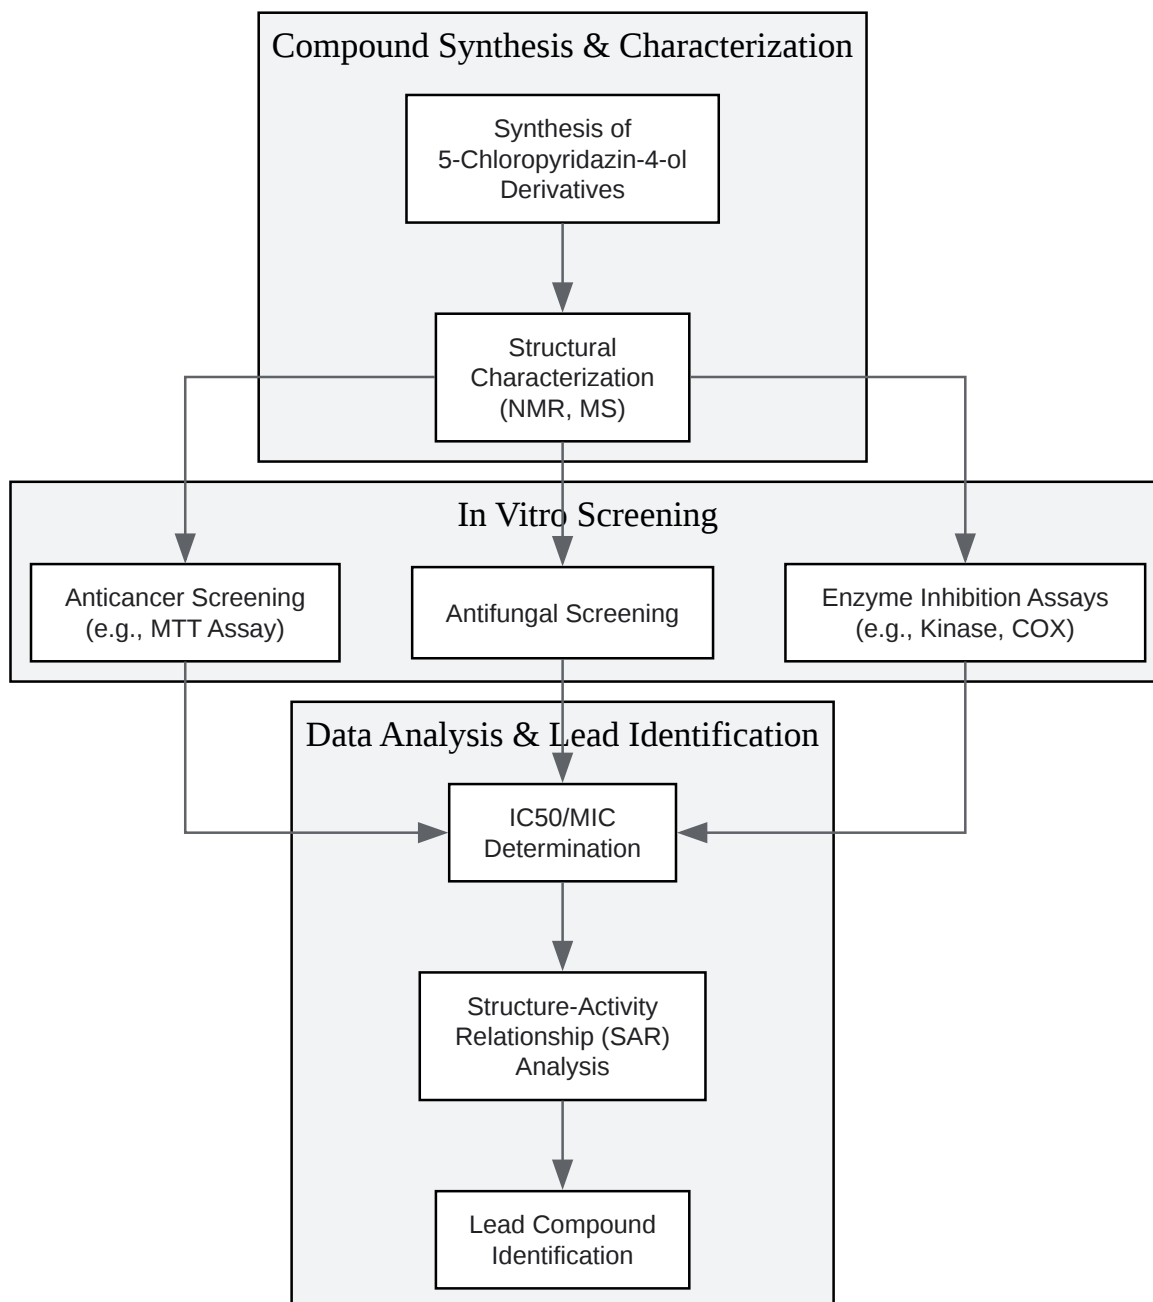 Compound Synthesis & Characterization
Synthesis of
5-Chloropyridazin-4-ol
Derivatives
Structural
Characterization
(NMR, MS)
In Vitro Screening
Anticancer Screening
(e.g., MTT Assay)
Antifungal Screening
Enzyme Inhibition Assays
(e.g., Kinase, COX)
Data Analysis & Lead Identification
IC50/MIC
Determination
Structure-Activity
Relationship (SAR)
Analysis
Lead Compound
Identification